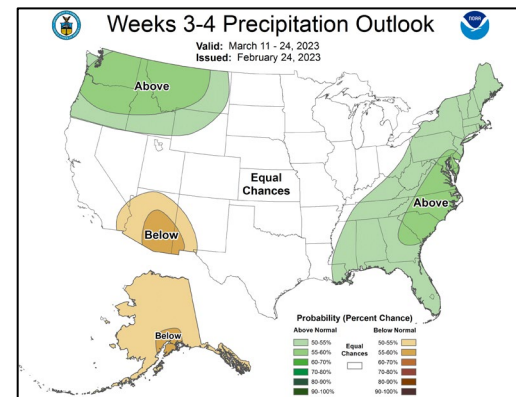 Weeks 3-4 Precipitation Outlook
NOAA
Valid: March 11 - 24, 2023
Issued: February 24, 2023
Above
Equal
Chances
Above
Below
Below
Probability (Percent Chance)
Above Normal
Below Normal
Equal
Chances
50-55%
55-60%
60-70%
70-80%
80-90%
90-100%
50-55%
55-60%
60-70%
70-80%
80-90%
90-100%